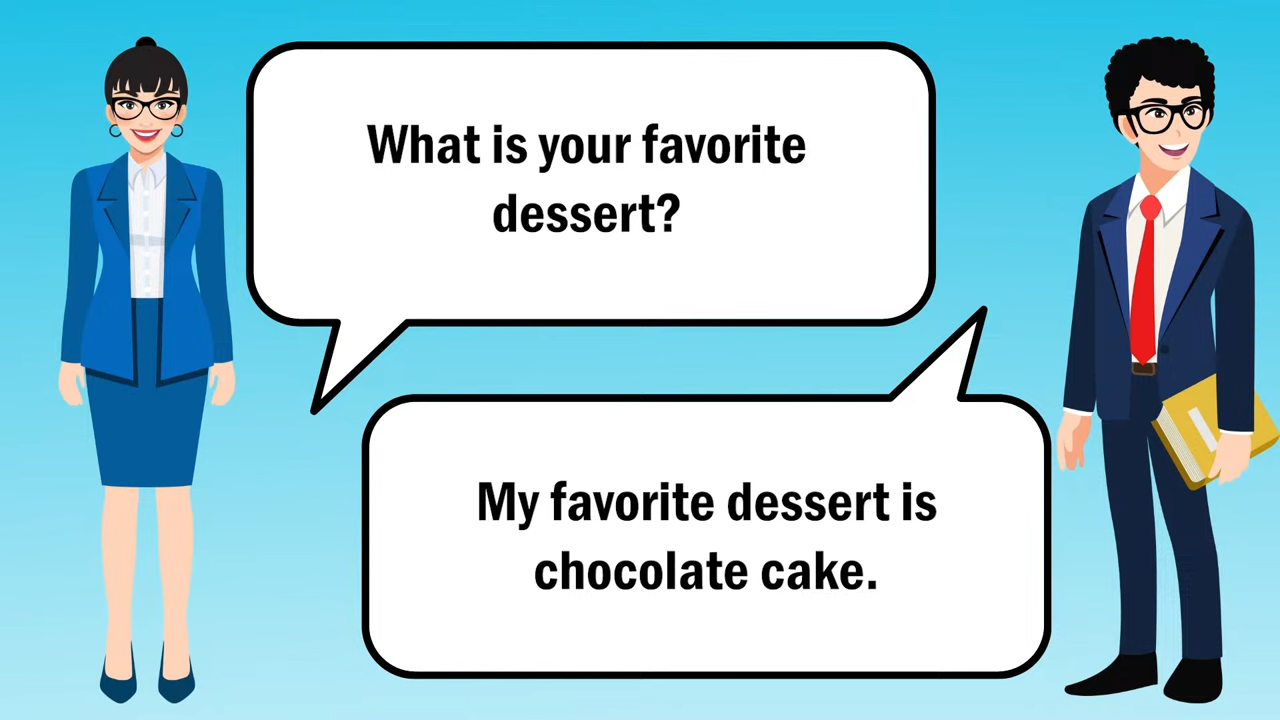 What is your favorite
dessert?
My favorite dessert is
chocolate cake.